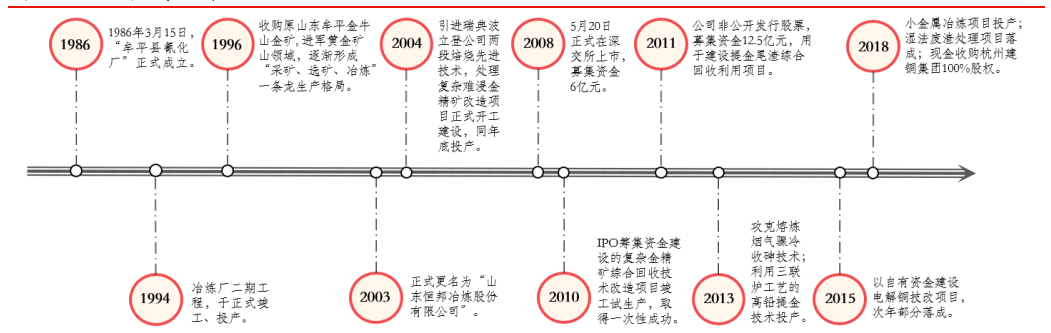 1986
1986年3月15日，
“牟平县氰化
厂”正式成立。
1996
收购原山东牟平金牛
山金矿,进军黄金矿
山领域，逐渐形成
“采矿、选矿、冶炼”
一条龙生产格局。
2004
引进瑞典波
立登公司两
段焙烧先进
技术，处理
复杂难浸金
精矿改造项
目正式开工
建设，同年
底投产。
2008
5月20日
正式在深
交所上市，
募集资金
6亿元。
2011
公司非公开发行股票，
募集资金12.5亿元，用
于建设提金尾渣综合
回收利用项目。
2018
小金属冶炼项目投产；
湿法废渣处理项目落
成；现金收购杭州建
铜集团100%股权。
1994
冶炼厂二期工
程，于正式竣
工、投产。
2003
正式更名为“山
东恒邦冶炼股份
有限公司”。
2010
IPO筹集资金建
设的复杂金精
矿综合回收技
术改造项目竣
工试生产，取
得一次性成功。
2013
攻克熔炼
烟气骤冷
收砷技术；
利用三联
炉工艺的
高铅提金
技术投产。
2015
以自有资金建设
电解铜技改项目，
次年部分落成。